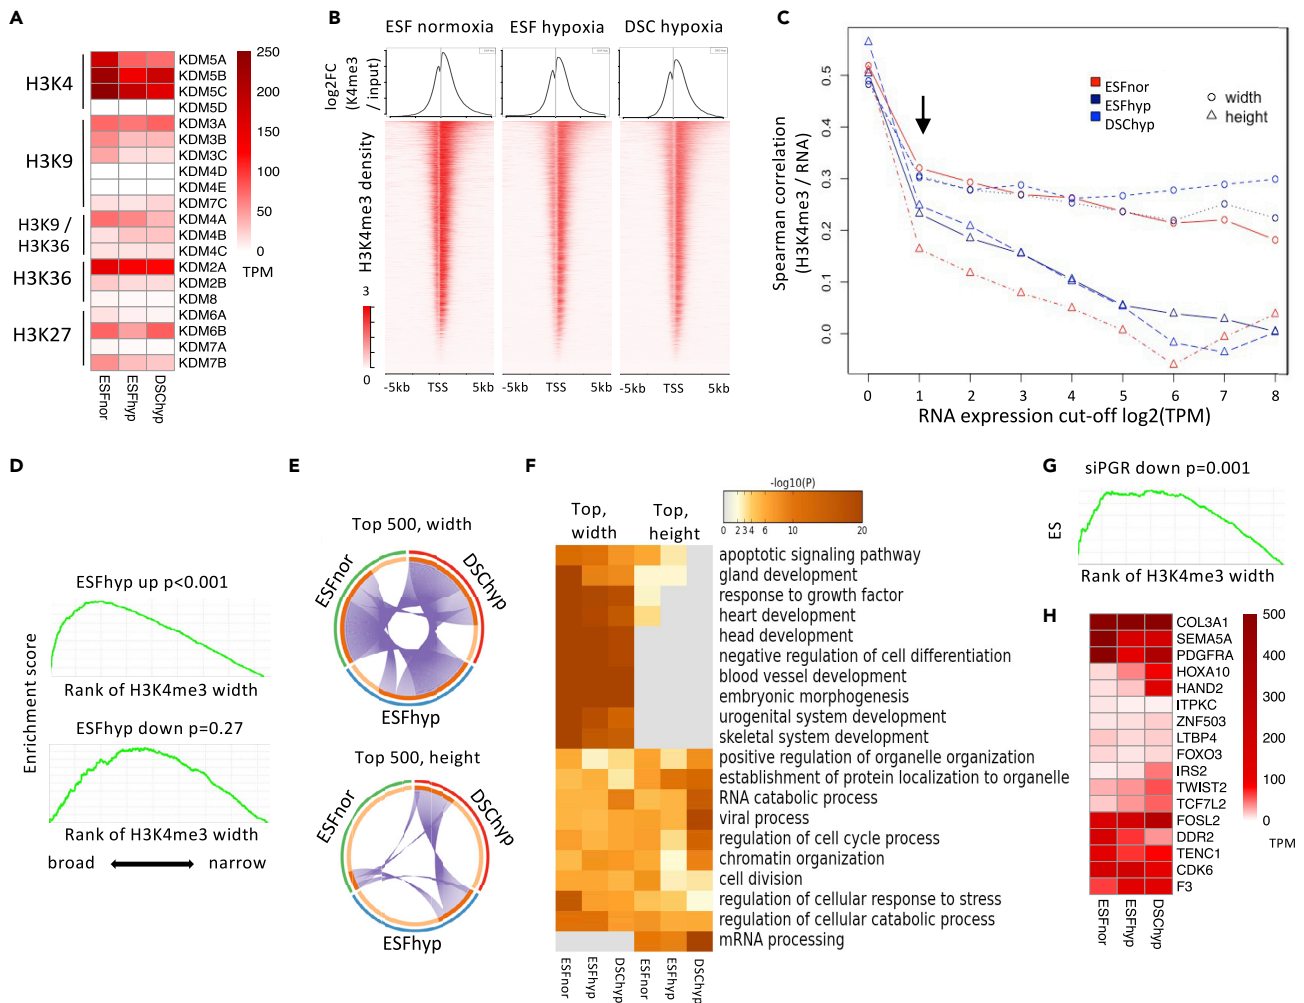 A
H3K4
H3K9
H3K9 /
H3K36
H3K36
H3K27
KDM5A
KDM5B
KDM5C
KDM5D
KDM3A
KDM3B
KDM3C
KDM4D
KDM4E
KDM7C
KDM4A
KDM4B
KDM4C
KDM2A
KDM2B
KDM8
KDM6A
KDM6B
KDM7A
KDM7B
250
200
150
100
50
0
TPM
ESFnor
ESFhyp
DSChyp
B
ESF normoxia
ESF hypoxia
DSC hypoxia
log2FC
(K4me3
/ input)
H3K4me3 density
3
0
-5kb TSS 5kb
-5kb TSS 5kb
-5kb TSS 5kb
C
Spearman correlation
(H3K4me3 / RNA)
0.5
0.4
0.3
0.2
0.1
0.0
ESFnor
ESFhyp
DSChyp
width
height
0 1 2 3 4 5 6 7 8
RNA expression cut-off log2(TPM)
D
Enrichment score
ESFhyp up p<0.001
Rank of H3K4me3 width
ESFhyp down p=0.27
Rank of H3K4me3 width
broad narrow
E
Top 500, width
ESFnor
DSChyp
ESFhyp
Top 500, height
ESFnor
DSChyp
ESFhyp
F
-log10(P)
0 2 3 4 6 10 20
Top,
width
Top,
height
apoptotic signaling pathway
gland development
response to growth factor
heart development
head development
negative regulation of cell differentiation
blood vessel development
embryonic morphogenesis
urogenital system development
skeletal system development
positive regulation of organelle organization
establishment of protein localization to organelle
RNA catabolic process
viral process
regulation of cell cycle process
chromatin organization
cell division
regulation of cellular response to stress
regulation of cellular catabolic process
mRNA processing
ESFnor
ESFhyp
DSChyp
ESFnor
ESFhyp
DSChyp
G
siPGR down p=0.001
ES
Rank of H3K4me3 width
H
COL3A1
SEMA5A
PDGFRA
HOXA10
HAND2
ITPKC
ZNF503
LTBP4
FOXO3
IRS2
TWIST2
TCF7L2
FOSL2
DDR2
TENC1
CDK6
F3
500
400
300
200
100
0
TPM
ESFnor
ESFhyp
DSChyp